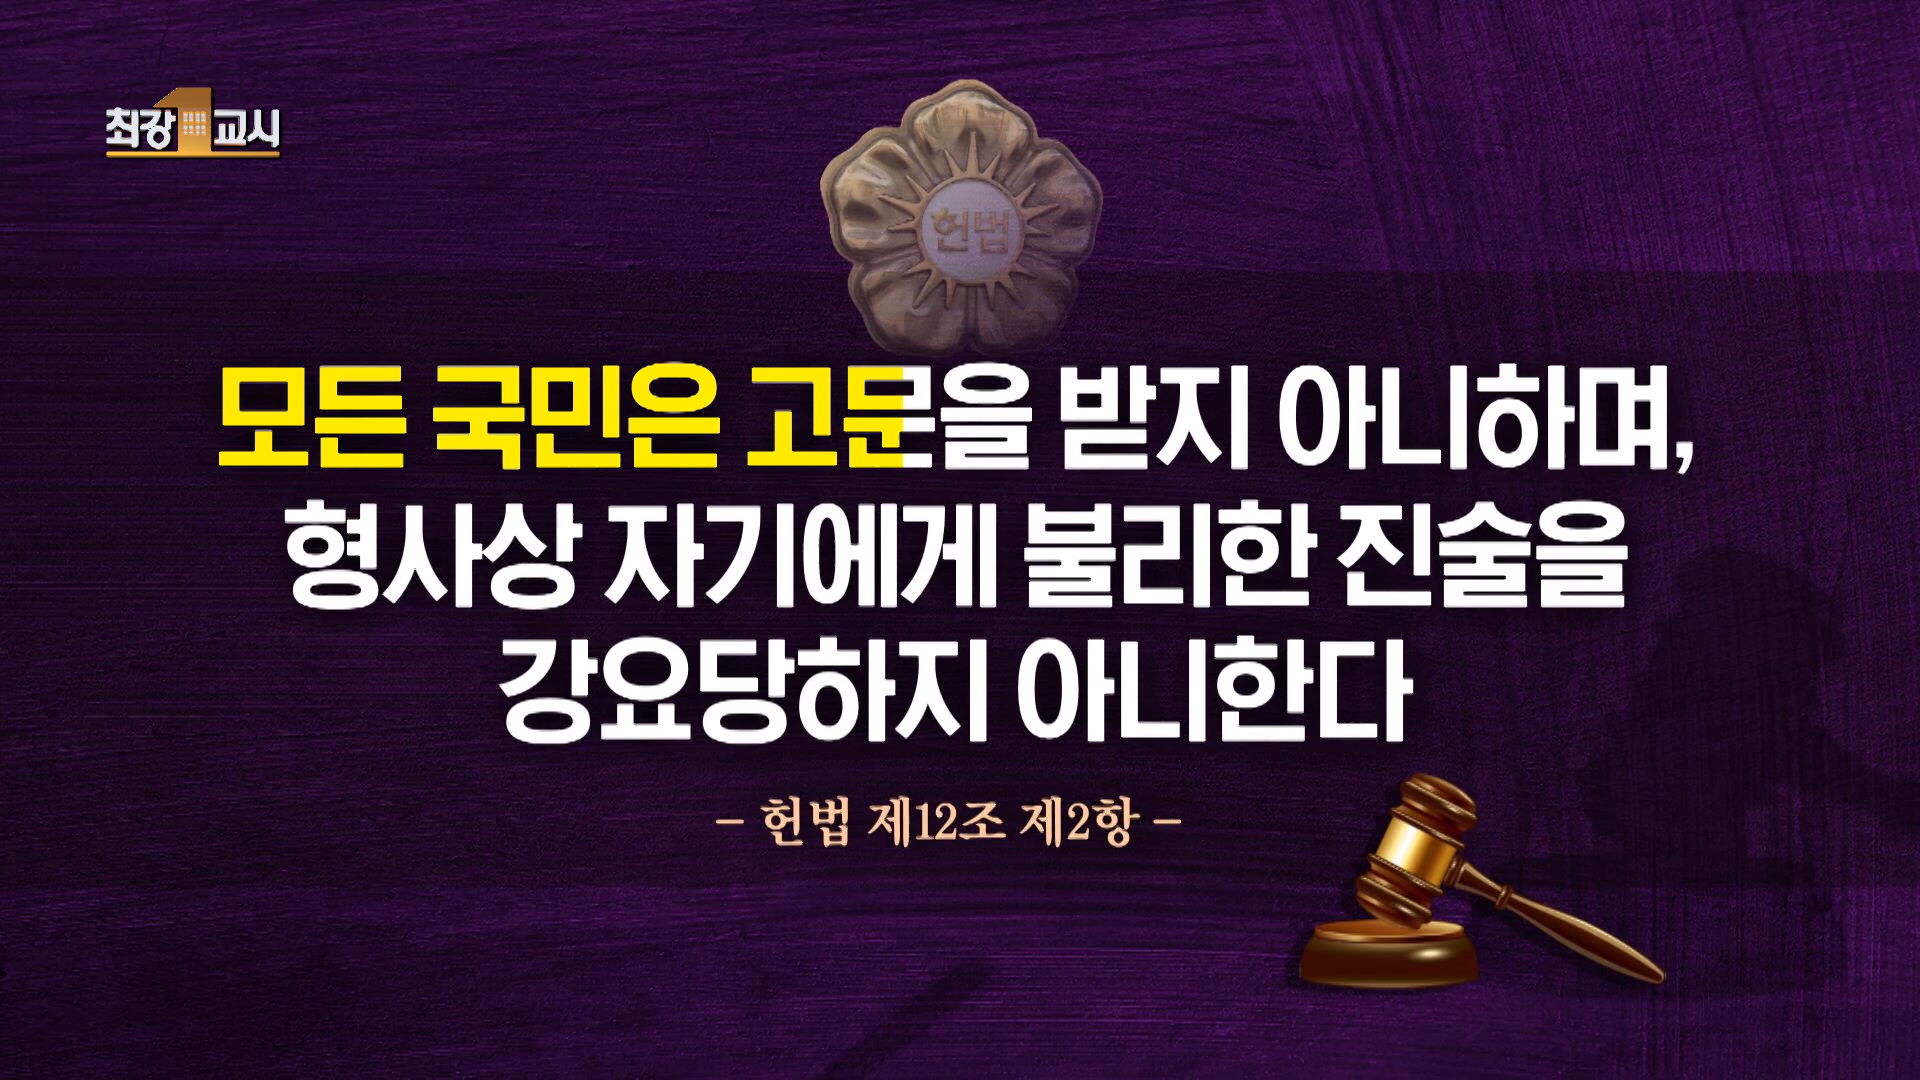 최강1교시
헌법
모든 국민은 고문을 받지 아니하며,
형사상 자기에게 불리한 진술을
강요당하지 아니한다
- 헌법 제12조 제2항 -